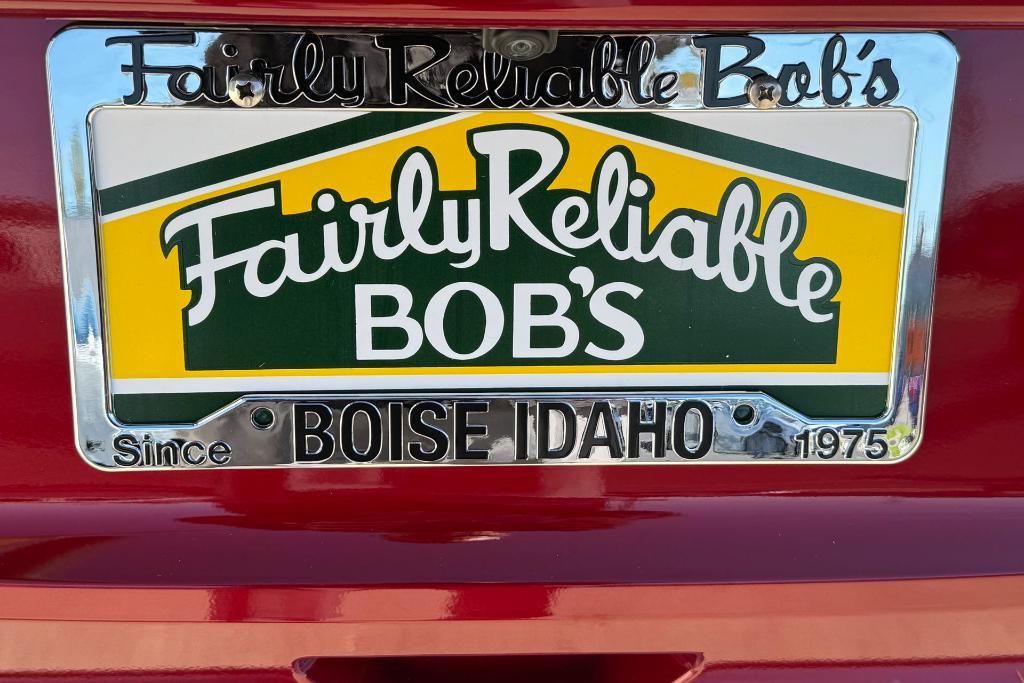 Fairly Reliable Bob's
Fairly Reliable
BOB'S
BOISE IDAHO
Since 1975